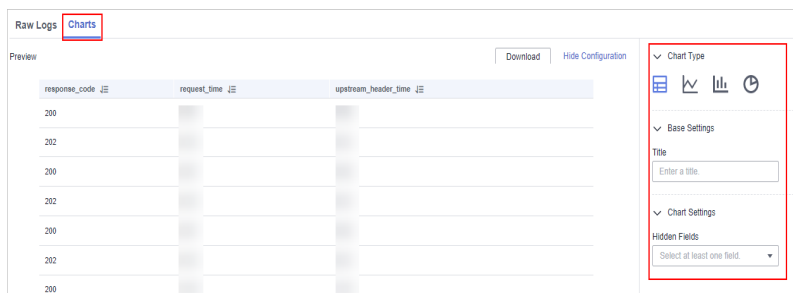 Raw Logs Charts
Preview Download Hide Configuration
response_code request_time upstream_header_time
200
202
200
202
200
202
200
Chart Type
Base Settings
Title
Enter a title.
Chart Settings
Hidden Fields
Select at least one field.